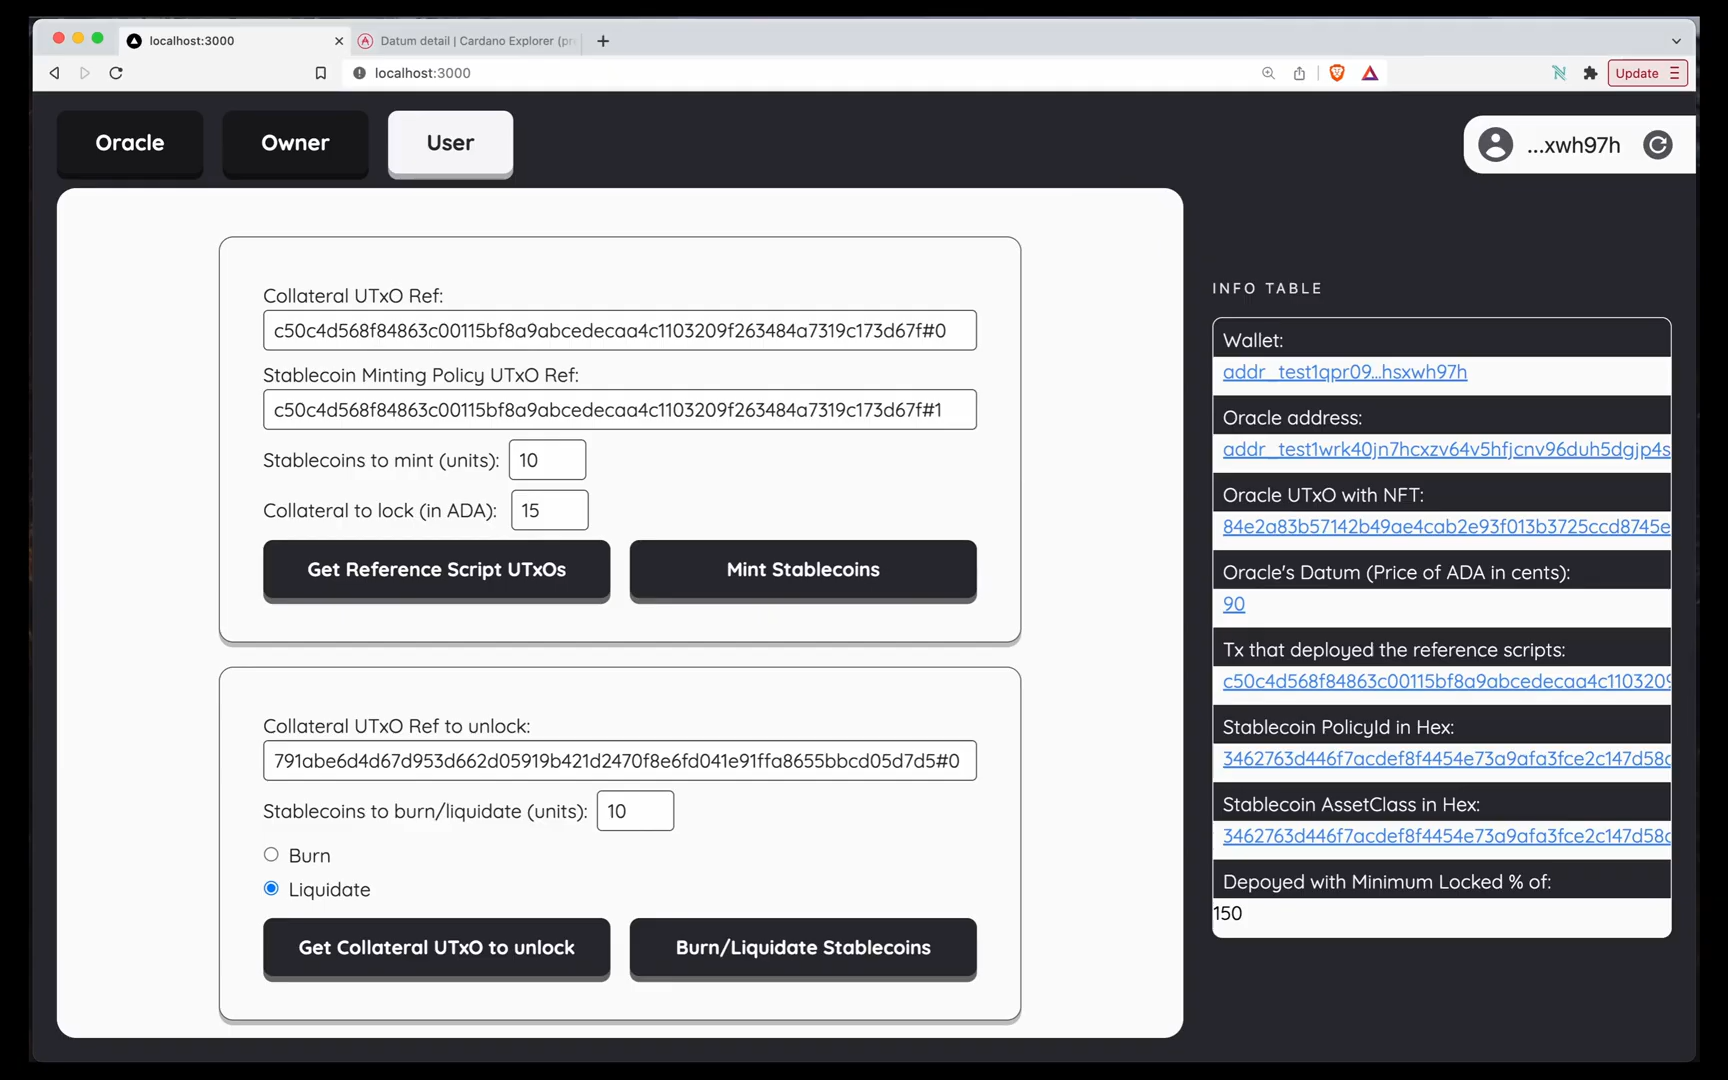 localhost:3000
Datum detail | Cardano Explorer (pr
localhost:3000
Update
Oracle
Owner
User
...xwh97h
Collateral UTxO Ref:
c50c4d568f84863c00115bf8a9abcedecaa4c1103209f263484a7319c173d67f#0
Stablecoin Minting Policy UTxO Ref:
c50c4d568f84863c00115bf8a9abcedecaa4c1103209f263484a7319c173d67f#1
Stablecoins to mint (units): 10
Collateral to lock (in ADA): 15
Get Reference Script UTxOs
Mint Stablecoins
Collateral UTxO Ref to unlock:
791abe6d4d67d953d662d05919b421d2470f8e6fd041e91ffa8655bbcd05d7d5#0
Stablecoins to burn/liquidate (units): 10
Burn
Liquidate
Get Collateral UTxO to unlock
Burn/Liquidate Stablecoins
INFO TABLE
Wallet:
addr_test1qpr09...hsxwh97h
Oracle address:
addr_test1wrk40jn7hcxzv64v5hfjcnv96duh5dgjp4s
Oracle UTxO with NFT:
84e2a83b57142b49ae4cab2e93f013b3725ccd8745e
Oracle's Datum (Price of ADA in cents):
90
Tx that deployed the reference scripts:
c50c4d568f84863c00115bf8a9abcedecaa4c1103209
Stablecoin PolicyId in Hex:
3462763d446f7acdef8f4454e73a9afa3fce2c147d58c
Stablecoin AssetClass in Hex:
3462763d446f7acdef8f4454e73a9afa3fce2c147d58c
Depoyed with Minimum Locked % of:
150